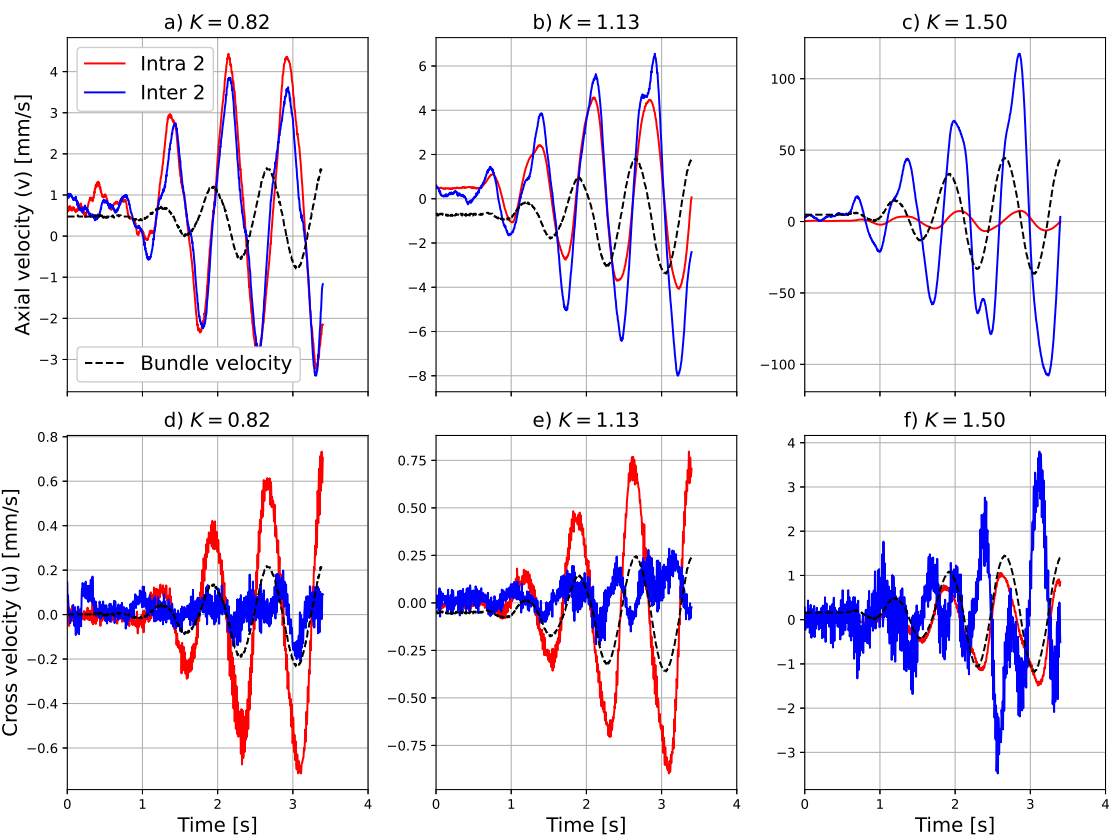 a) K = 0.82
b) K = 1.13
c) K = 1.50
Axial velocity (v) [mm/s]
4
3
2
1
0
−1
−2
−3
Intra 2
Inter 2
Bundle velocity
6
4
2
0
−2
−4
−6
−8
100
50
0
−50
−100
d) K = 0.82
e) K = 1.13
f) K = 1.50
Cross velocity (u) [mm/s]
0.8
0.6
0.4
0.2
0.0
−0.2
−0.4
−0.6
0.75
0.50
0.25
0.00
−0.25
−0.50
−0.75
4
3
2
1
0
−1
−2
−3
0 1 2 3 4
0 1 2 3 4
0 1 2 3 4
Time [s]
Time [s]
Time [s]